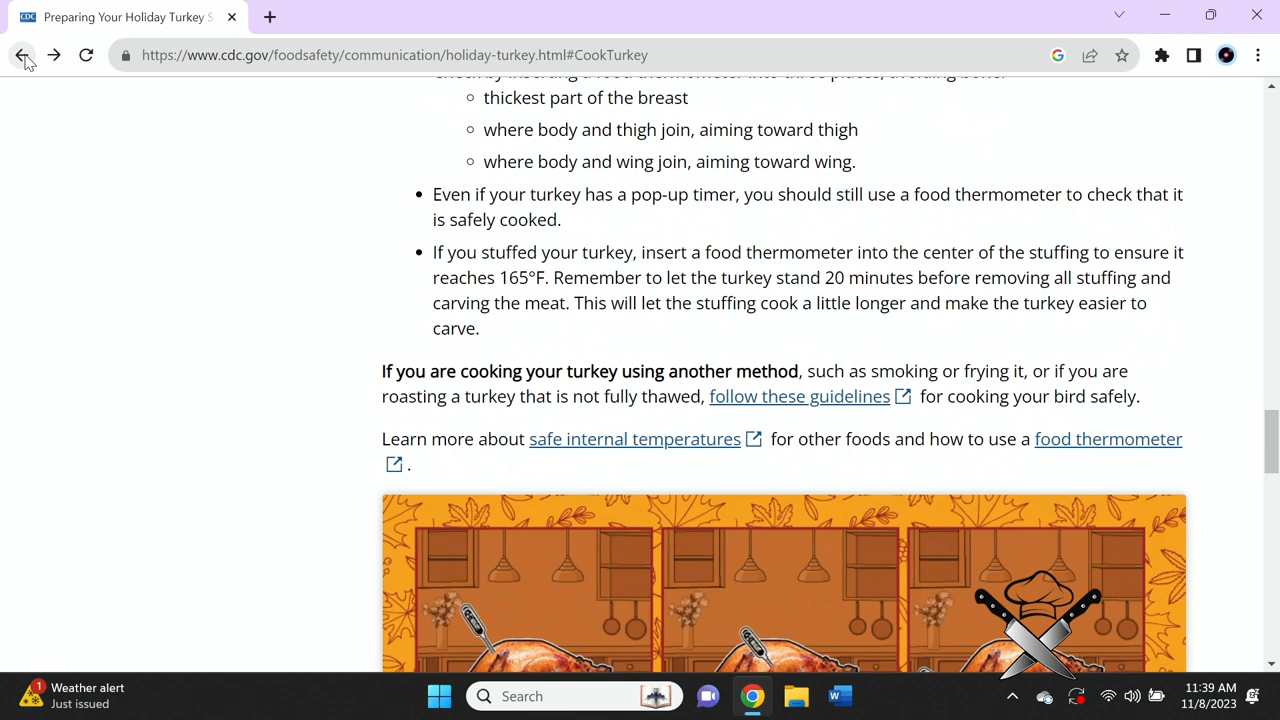 CDC Preparing Your Holiday Turkey S
https://www.cdc.gov/foodsafety/communication/holiday-turkey.html#CookTurkey
thickest part of the breast
where body and thigh join, aiming toward thigh
where body and wing join, aiming toward wing.
Even if your turkey has a pop-up timer, you should still use a food thermometer to check that it
is safely cooked.
If you stuffed your turkey, insert a food thermometer into the center of the stuffing to ensure it
reaches 165°F. Remember to let the turkey stand 20 minutes before removing all stuffing and
carving the meat. This will let the stuffing cook a little longer and make the turkey easier to
carve.
If you are cooking your turkey using another method, such as smoking or frying it, or if you are
roasting a turkey that is not fully thawed, follow these guidelines for cooking your bird safely.
Learn more about safe internal temperatures for other foods and how to use a food thermometer
.
Weather alert
Just issued
1
Search
11:39 AM
11/8/2023